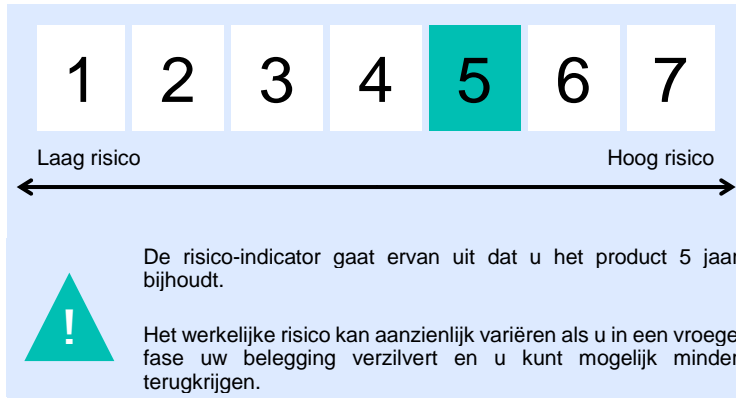 1 2 3 4 5 6 7
Laag risico Hoog risico
De risico-indicator gaat ervan uit dat u het product 5 jaar
bijhoudt.
!
Het werkelijke risico kan aanzienlijk variëren als u in een vroege
fase uw belegging verzilvert en u kunt mogelijk minder
terugkrijgen.